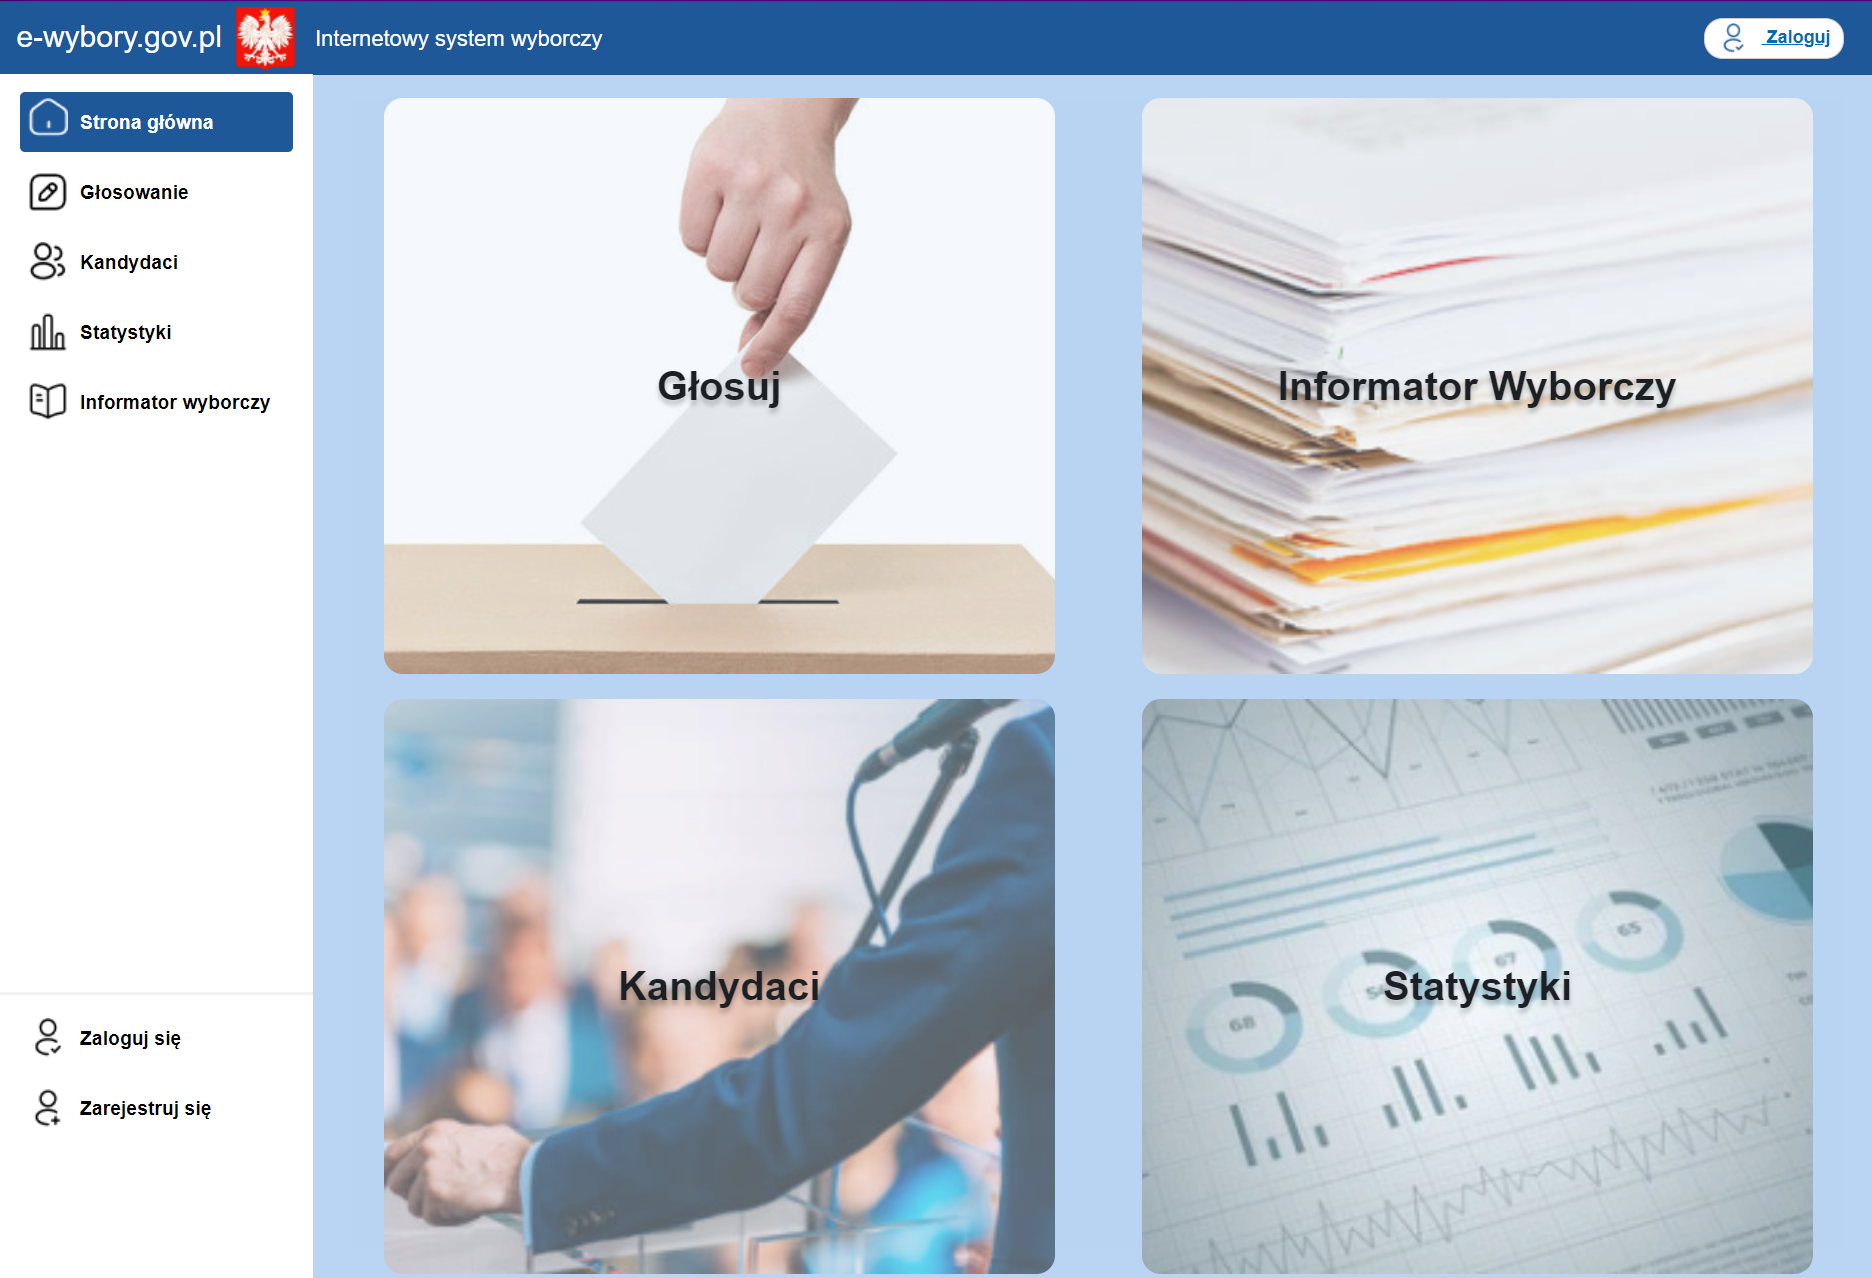 e-wybory.gov.pl
Internetowy system wyborczy
Zaloguj
Strona główna
Głosowanie
Kandydaci
Statystyki
Informator wyborczy
Zaloguj się
Zarejestruj się
Głosuj
Informator Wyborczy
Kandydaci
Statystyki
68
67
65